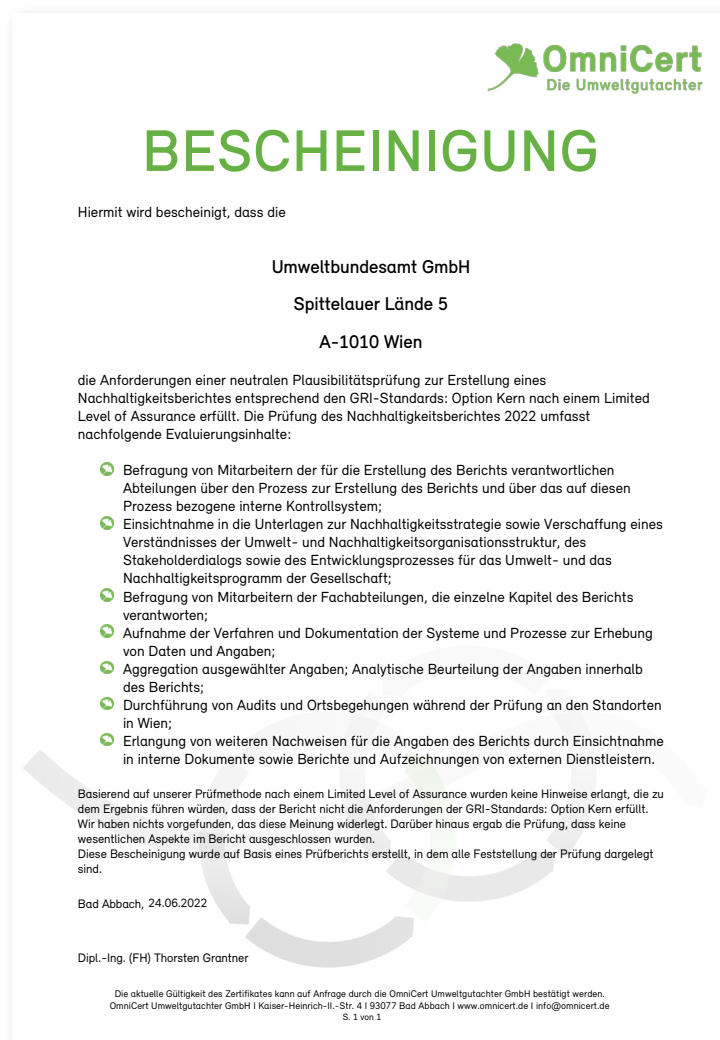 OmniCert
Die Umweltgutachter
BESCHEINIGUNG
Hiermit wird bescheinigt, dass die
Umweltbundesamt GmbH
Spittelauer Lände 5
A-1010 Wien
die Anforderungen einer neutralen Plausibilitätsprüfung zur Erstellung eines
Nachhaltigkeitsberichtes entsprechend den GRI-Standards: Option Kern nach einem Limited
Level of Assurance erfüllt. Die Prüfung des Nachhaltigkeitsberichtes 2022 umfasst
nachfolgende Evaluierungsinhalte:
Befragung von Mitarbeitern der für die Erstellung des Berichts verantwortlichen
Abteilungen über den Prozess zur Erstellung des Berichts und über das auf diesen
Prozess bezogene interne Kontrollsystem;
Einsichtnahme in die Unterlagen zur Nachhaltigkeitsstrategie sowie Verschaffung eines
Verständnisses der Umwelt- und Nachhaltigkeitsorganisationsstruktur, des
Stakeholderdialogs sowie des Entwicklungsprozesses für das Umwelt- und das
Nachhaltigkeitsprogramm der Gesellschaft;
Befragung von Mitarbeitern der Fachabteilungen, die einzelne Kapitel des Berichts
verantworten;
Aufnahme der Verfahren und Dokumentation der Systeme und Prozesse zur Erhebung
von Daten und Angaben;
Aggregation ausgewählter Angaben; Analytische Beurteilung der Angaben innerhalb
des Berichts;
Durchführung von Audits und Ortsbegehungen während der Prüfung an den Standorten
in Wien;
Erlangung von weiteren Nachweisen für die Angaben des Berichts durch Einsichtnahme
in interne Dokumente sowie Berichte und Aufzeichnungen von externen Dienstleistern.
Basierend auf unserer Prüfmethode nach einem Limited Level of Assurance wurden keine Hinweise erlangt, die zu
dem Ergebnis führen würden, dass der Bericht nicht die Anforderungen der GRI-Standards: Option Kern erfüllt.
Wir haben nichts vorgefunden, das diese Meinung widerlegt. Darüber hinaus ergab die Prüfung, dass keine
wesentlichen Aspekte im Bericht ausgeschlossen wurden.
Diese Bescheinigung wurde auf Basis eines Prüfberichts erstellt, in dem alle Feststellung der Prüfung dargelegt
sind.
Bad Abbach, 24.06.2022
Dipl.-Ing. (FH) Thorsten Grantner
Die aktuelle Gültigkeit des Zertifikates kann auf Anfrage durch die OmniCert Umweltgutachter GmbH bestätigt werden.
OmniCert Umweltgutachter GmbH I Kaiser-Heinrich-II.-Str. 4 I 93077 Bad Abbach I www.omnicert.de I info@omnicert.de
S. 1 von 1